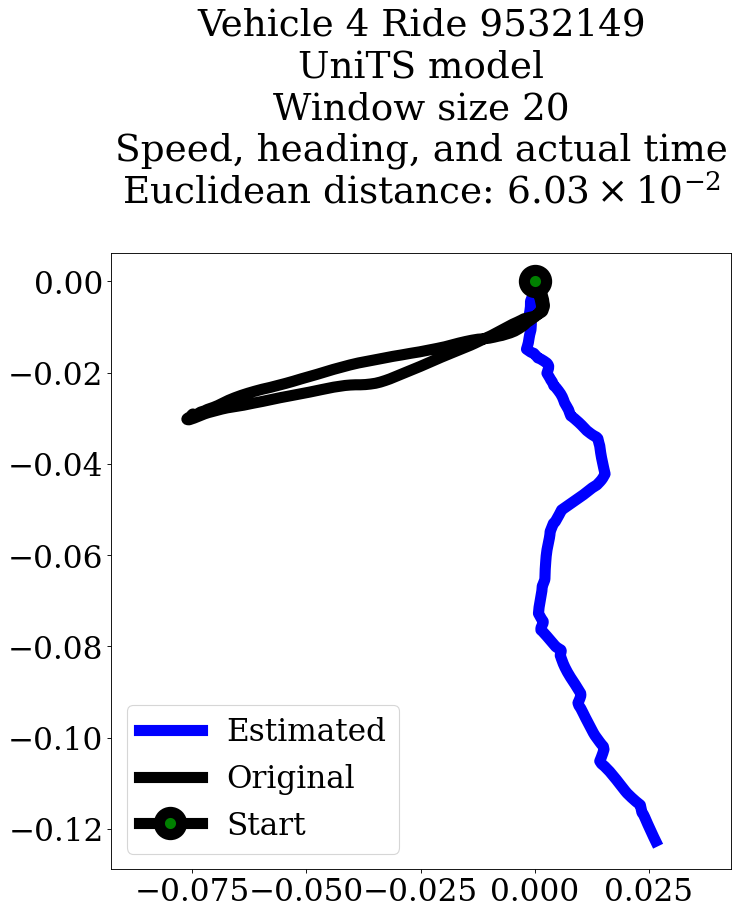 Vehicle 4 Ride 9532149
UniTS model
Window size 20
Speed, heading, and actual time
Euclidean distance: 6.03 × 10⁻²
0.00
−0.02
−0.04
−0.06
−0.08
−0.10
−0.12
Estimated
Original
Start
−0.075 −0.050 −0.025 0.000 0.025